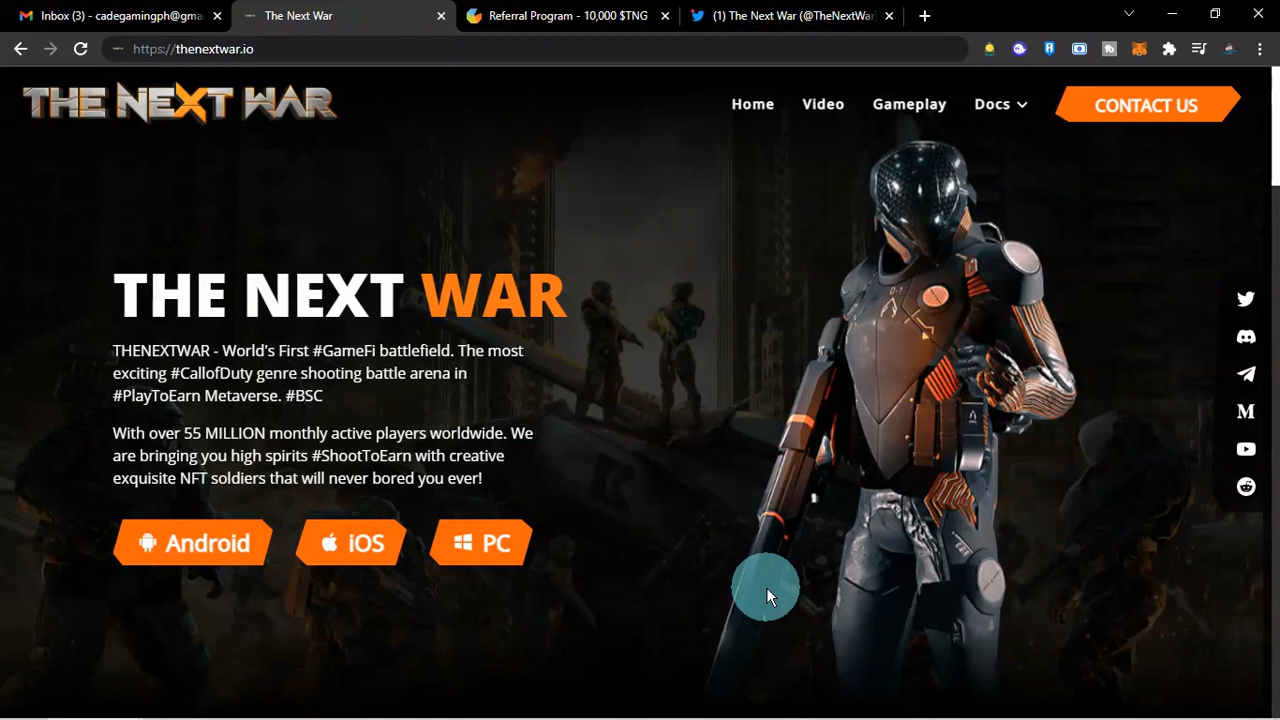 Inbox (3) - cadegamingph@gma
The Next War
Referral Program - 10,000 $TNG
(1) The Next War (@TheNextWar_
https://thenextwar.io
THE NEXT WAR
Home
Video
Gameplay
Docs
CONTACT US
THE NEXT WAR
THENEXTWAR - World's First #GameFi battlefield. The most
exciting #CallofDuty genre shooting battle arena in
#PlayToEarn Metaverse. #BSC
With over 55 MILLION monthly active players worldwide. We
are bringing you high spirits #ShootToEarn with creative
exquisite NFT soldiers that will never bored you ever!
Android
iOS
PC